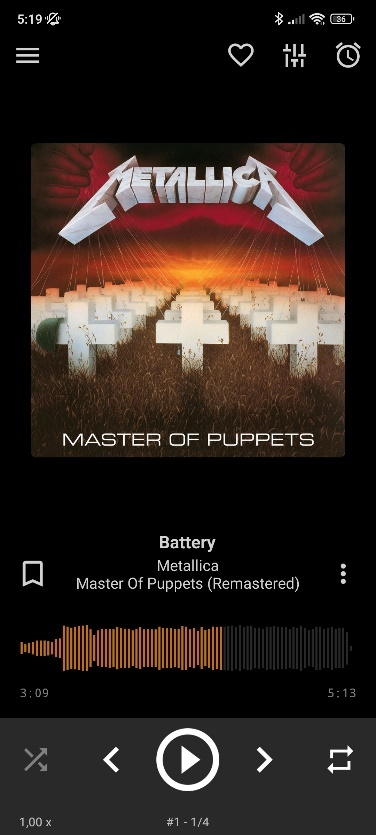 5:19
36
METALLICA
MASTER OF PUPPETS
Battery
Metallica
Master Of Puppets (Remastered)
3:09
5:13
1,00 x
#1 - 1/4